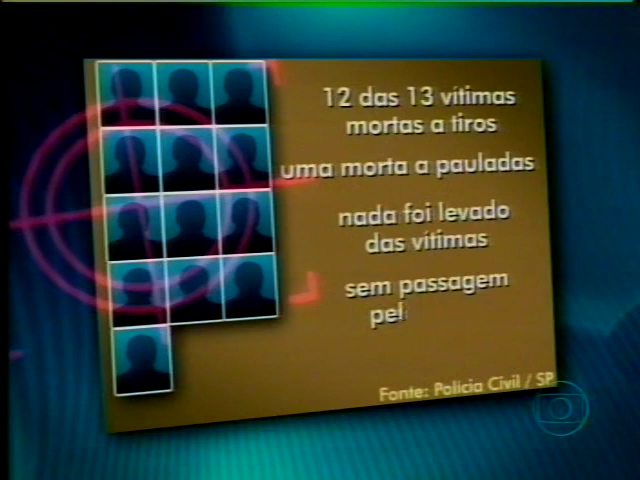 12 das 13 vítimas
mortas a tiros
uma morta a pauladas
nada foi levado
das vítimas
sem passagem
pel
Fonte: Polícia Civil / SP